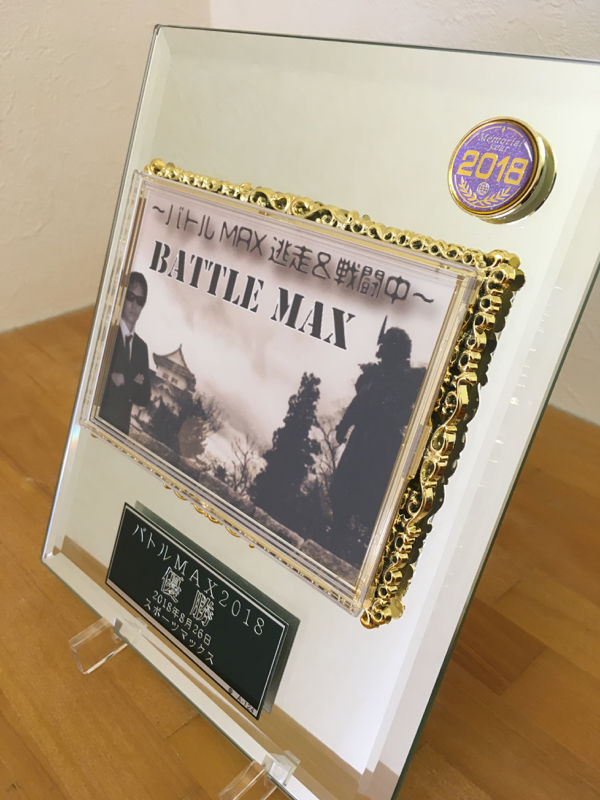 Memorial
year
2018
~バトルMAX 逃走&戦闘中~
BATTLE MAX
バトルMAX2018
優 勝
2018年8月26日
スポーツマックス